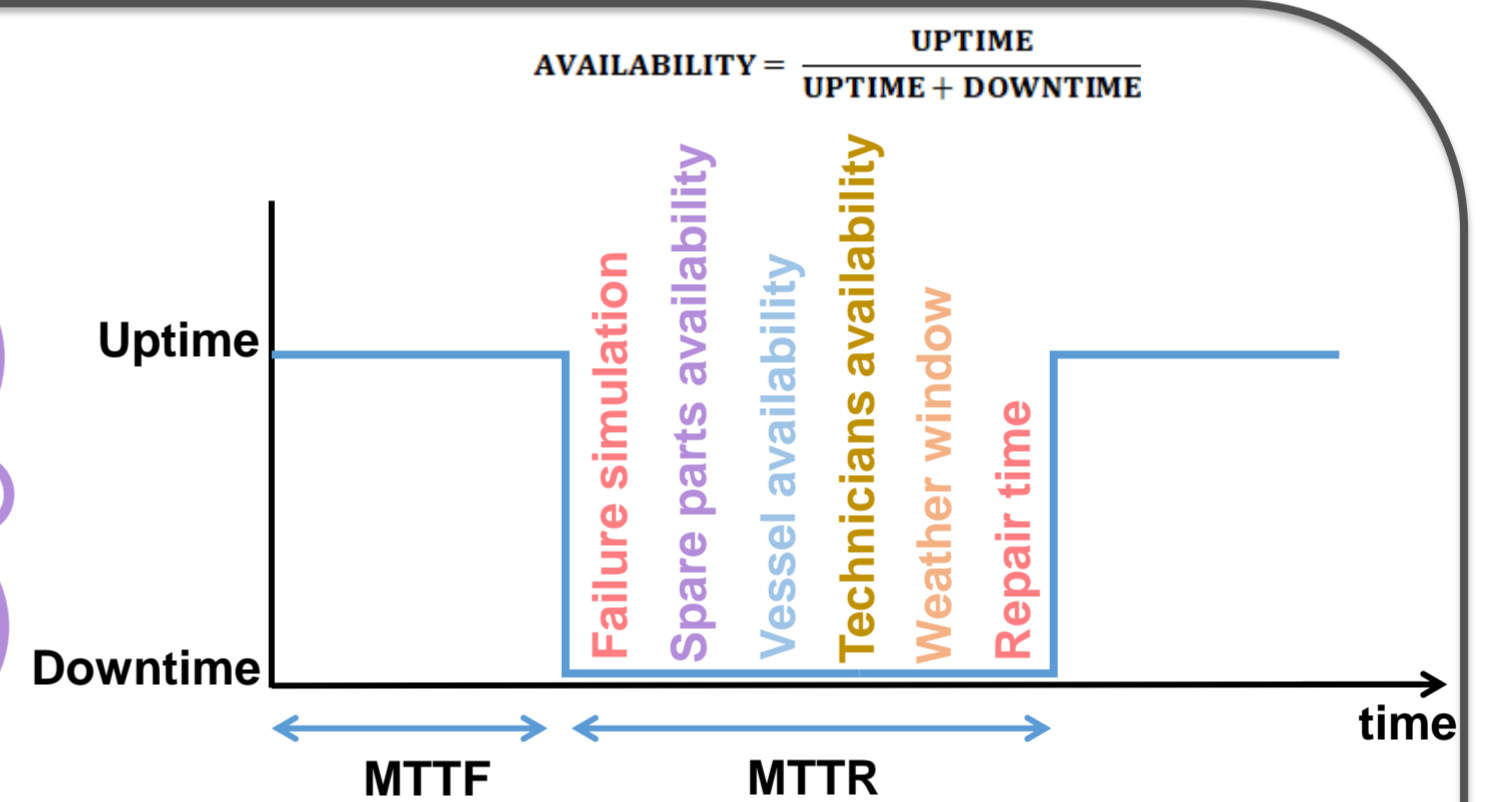 AVAILABILITY = UPTIME / UPTIME + DOWNTIME
Uptime
Downtime
Failure simulation
Spare parts availability
Vessel availability
Technicians availability
Weather window
Repair time
time
MTTF
MTTR